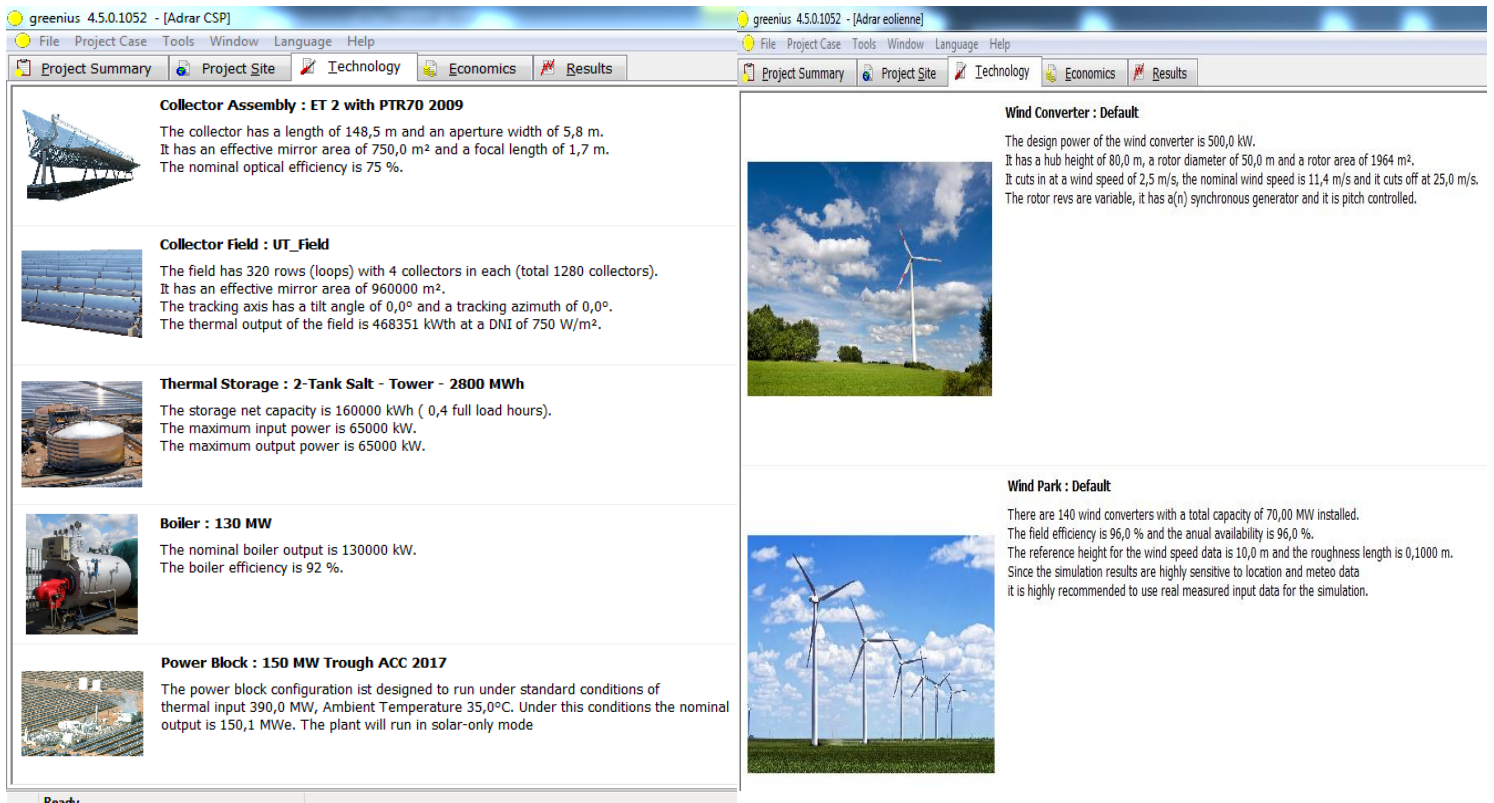 greenius 4.5.0.1052 - [Adrar CSP]
File Project Case Tools Window Language Help
Project Summary Project Site Technology Economics Results
Collector Assembly : ET 2 with PTR70 2009
The collector has a length of 148,5 m and an aperture width of 5,8 m.
It has an effective mirror area of 750,0 m² and a focal length of 1,7 m.
The nominal optical efficiency is 75 %.
Collector Field : UT_Field
The field has 320 rows (loops) with 4 collectors in each (total 1280 collectors).
It has an effective mirror area of 960000 m².
The tracking axis has a tilt angle of 0,0° and a tracking azimuth of 0,0°.
The thermal output of the field is 468351 kWth at a DNI of 750 W/m².
Thermal Storage : 2-Tank Salt - Tower - 2800 MWh
The storage net capacity is 160000 kWh ( 0,4 full load hours).
The maximum input power is 65000 kW.
The maximum output power is 65000 kW.
Boiler : 130 MW
The nominal boiler output is 130000 kW.
The boiler efficiency is 92 %.
Power Block : 150 MW Trough ACC 2017
The power block configuration ist designed to run under standard conditions of
thermal input 390,0 MW, Ambient Temperature 35,0°C. Under this conditions the nominal
output is 150,1 MWe. The plant will run in solar-only mode
Ready
greenius 4.5.0.1052 - [Adrar eolienne]
File Project Case Tools Window Language Help
Project Summary Project Site Technology Economics Results
Wind Converter : Default
The design power of the wind converter is 500,0 kW.
It has a hub height of 80,0 m, a rotor diameter of 50,0 m and a rotor area of 1964 m².
It cuts in at a wind speed of 2,5 m/s, the nominal wind speed is 11,4 m/s and it cuts off at 25,0 m/s.
The rotor revs are variable, it has a(n) synchronous generator and it is pitch controlled.
Wind Park : Default
There are 140 wind converters with a total capacity of 70,00 MW installed.
The field efficiency is 96,0 % and the anual availability is 96,0 %.
The reference height for the wind speed data is 10,0 m and the roughness length is 0,1000 m.
Since the simulation results are highly sensitive to location and meteo data
it is highly recommended to use real measured input data for the simulation.